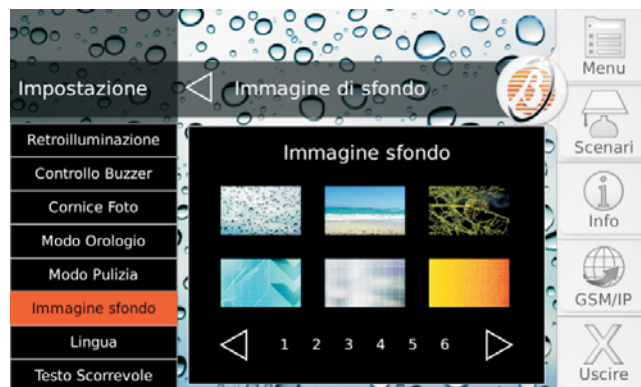 Impostazione
Immagine di sfondo
Retroilluminazione
Controllo Buzzer
Cornice Foto
Modo Orologio
Modo Pulizia
Immagine sfondo
Lingua
Testo Scorrevole
Immagine sfondo
1 2 3 4 5 6
Menu
Scenari
Info
GSM/IP
Uscire